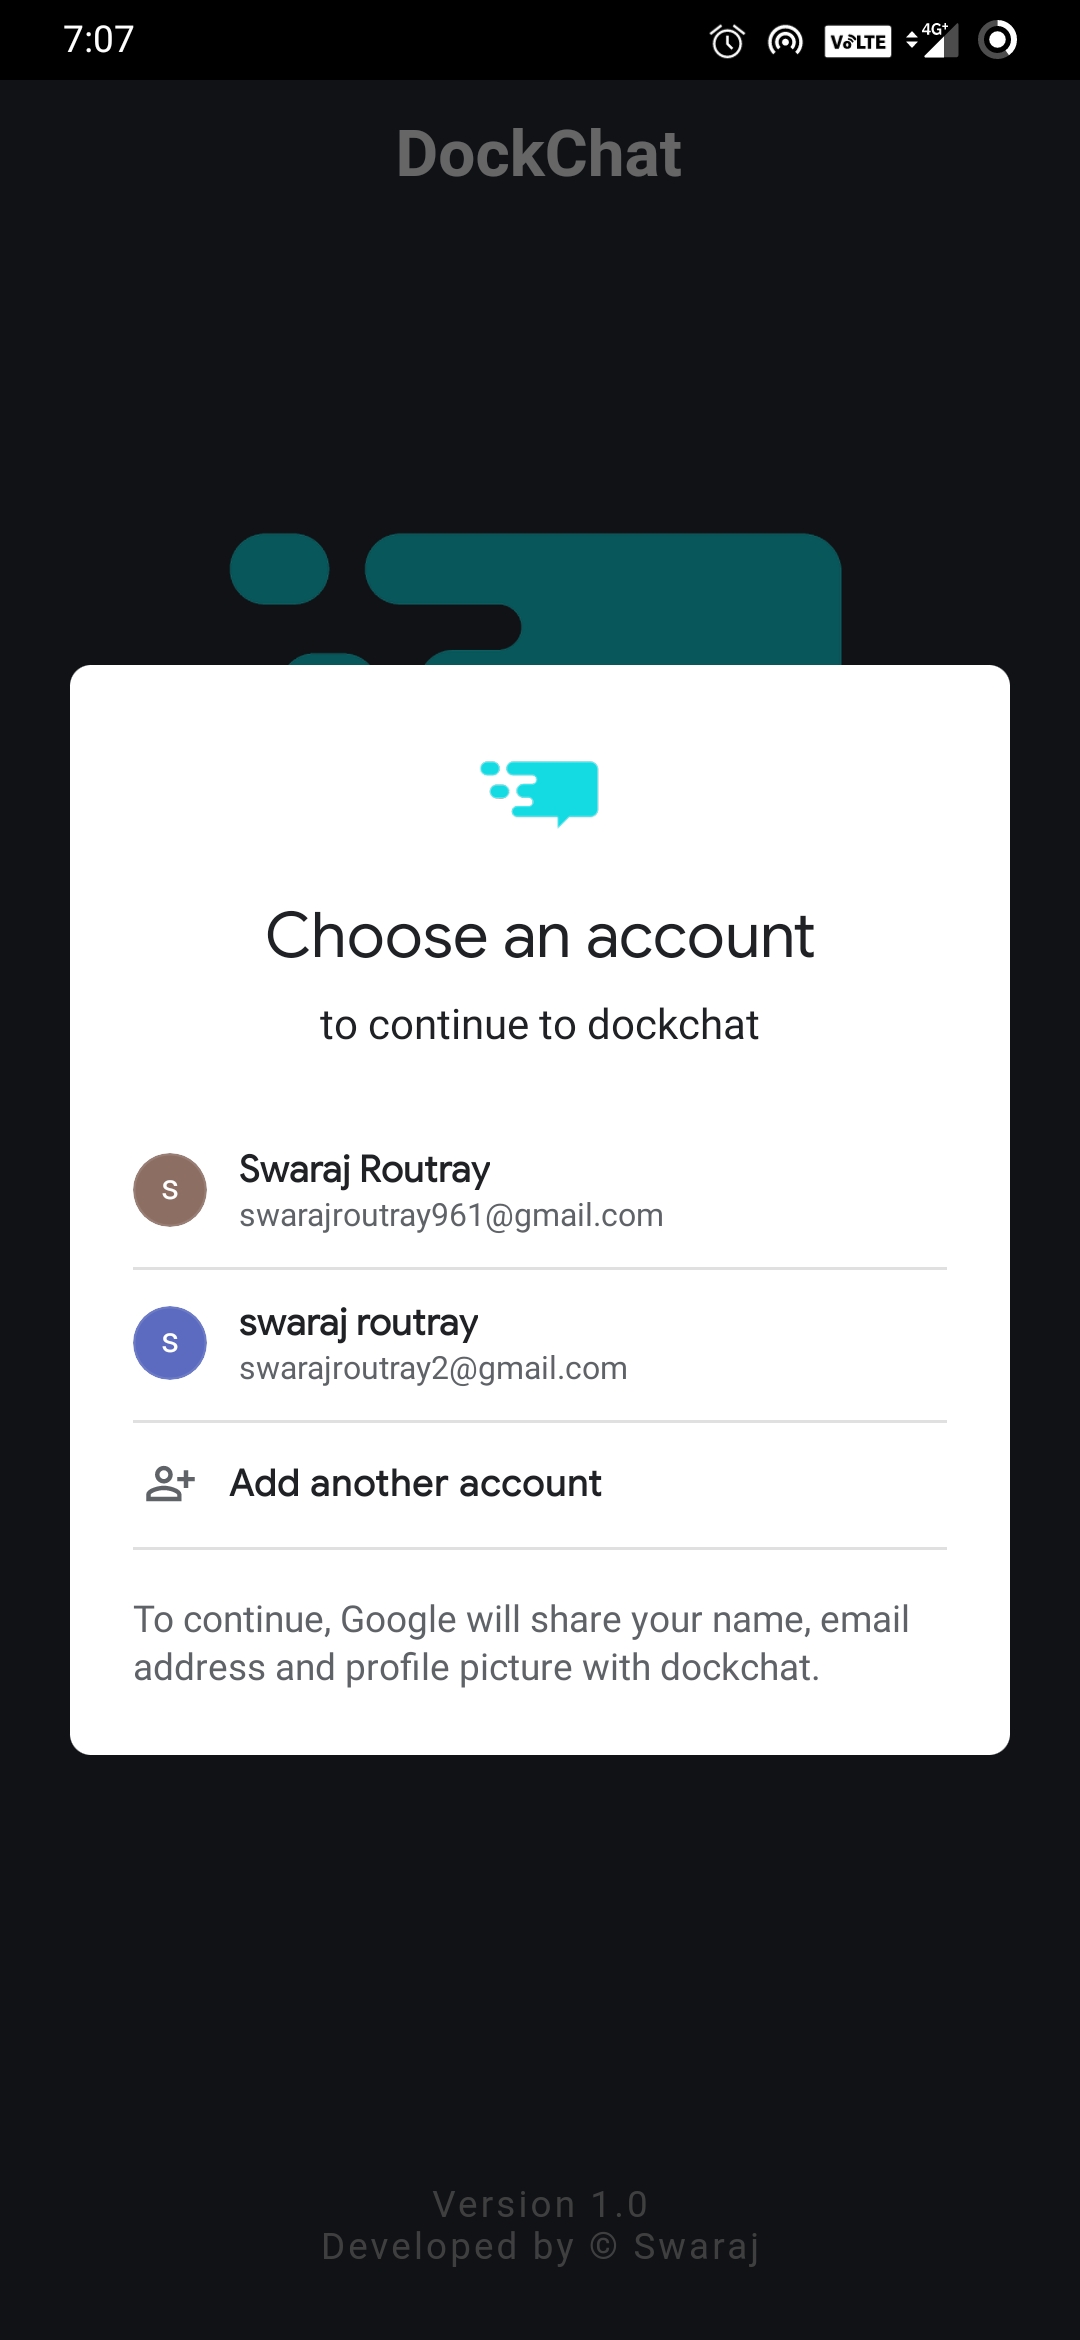 7:07
VoLTE
4G+
DockChat
Choose an account
to continue to dockchat
S
Swaraj Routray
swarajroutray961@gmail.com
S
swaraj routray
swarajroutray2@gmail.com
Add another account
To continue, Google will share your name, email
address and profile picture with dockchat.
Version 1.0
Developed by © Swaraj